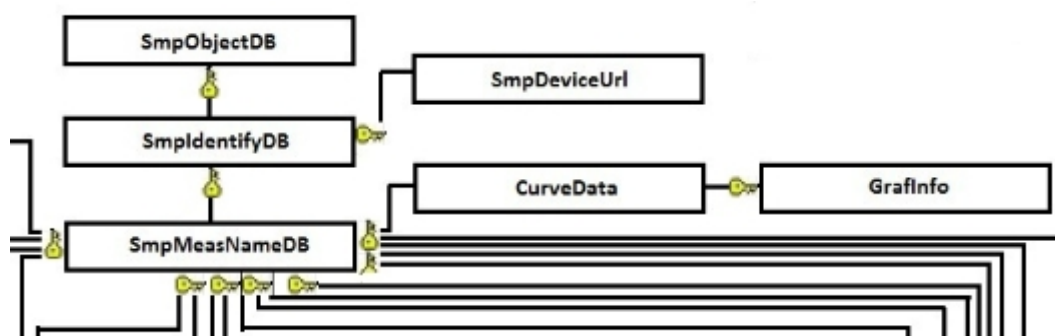 SmpObjectDB
SmpDeviceUrl
SmpIdentifyDB
CurveData
GrafInfo
SmpMeasNameDB